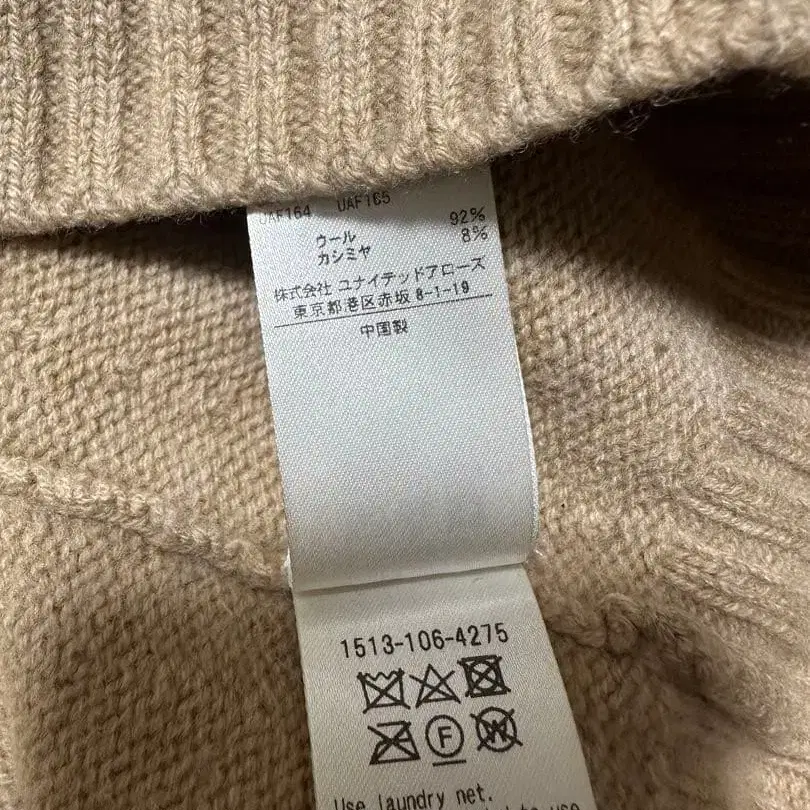 UAF164 UAF165
ウール 92%
カシミヤ 8%
株式会社 ユナイテッドアローズ
東京都港区赤坂 8-1-19
中国製
1513-106-4275
F W
Use laundry net.
to use